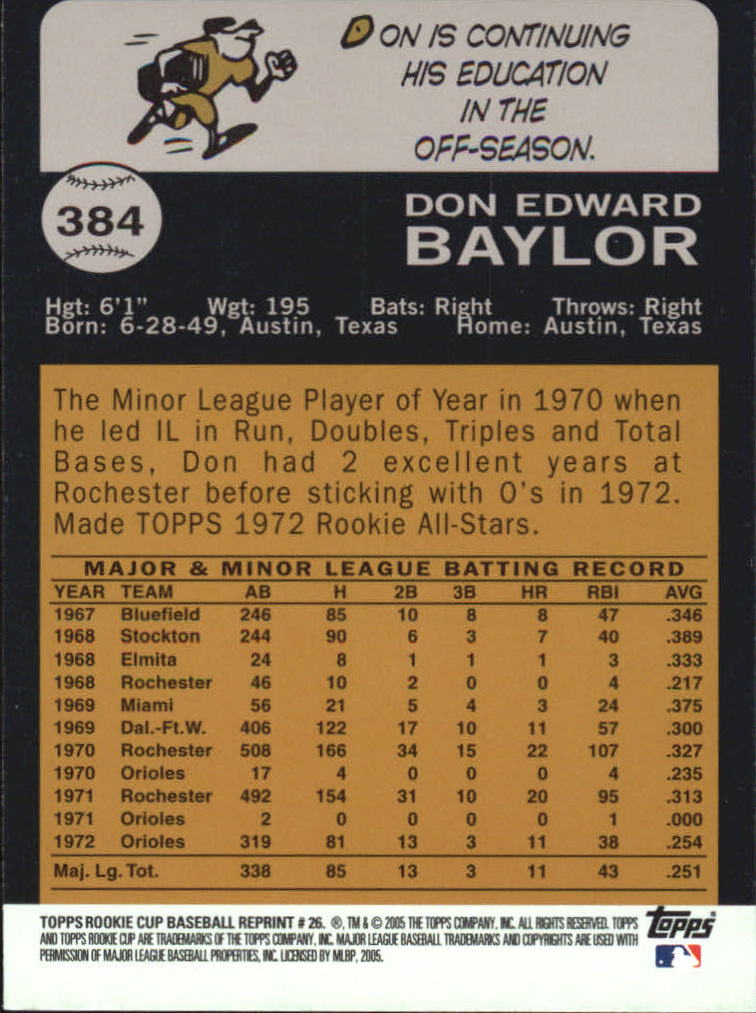 DON IS CONTINUING
HIS EDUCATION
IN THE
OFF-SEASON.
384
DON EDWARD
BAYLOR
Hgt: 6'1" Wgt: 195 Bats: Right Throws: Right
Born: 6-28-49, Austin, Texas Home: Austin, Texas
The Minor League Player of Year in 1970 when
he led IL in Run, Doubles, Triples and Total
Bases, Don had 2 excellent years at
Rochester before sticking with O's in 1972.
Made TOPPS 1972 Rookie All-Stars.
MAJOR & MINOR LEAGUE BATTING RECORD
YEAR TEAM AB H 2B 3B HR RBI AVG
1967 Bluefield 246 85 10 8 8 47 .346
1968 Stockton 244 90 6 3 7 40 .389
1968 Elmita 24 8 1 1 1 3 .333
1968 Rochester 46 10 2 0 0 4 .217
1969 Miami 56 21 5 4 3 24 .375
1969 Dal.-Ft.W. 406 122 17 10 11 57 .300
1970 Rochester 508 166 34 15 22 107 .327
1970 Orioles 17 4 0 0 0 4 .235
1971 Rochester 492 154 31 10 20 95 .313
1971 Orioles 2 0 0 0 0 1 .000
1972 Orioles 319 81 13 3 11 38 .254
Maj. Lg. Tot. 338 85 13 3 11 43 .251
TOPPS ROOKIE CUP BASEBALL REPRINT # 26. ®, TM & © 2005 THE TOPPS COMPANY, INC. ALL RIGHTS RESERVED. TOPPS
AND TOPPS ROOKIE CUP ARE TRADEMARKS OF THE TOPPS COMPANY, INC. MAJOR LEAGUE BASEBALL TRADEMARKS AND COPYRIGHTS ARE USED WITH
PERMISSION OF MAJOR LEAGUE BASEBALL PROPERTIES, INC. LICENSED BY MLBP, 2005.
topps